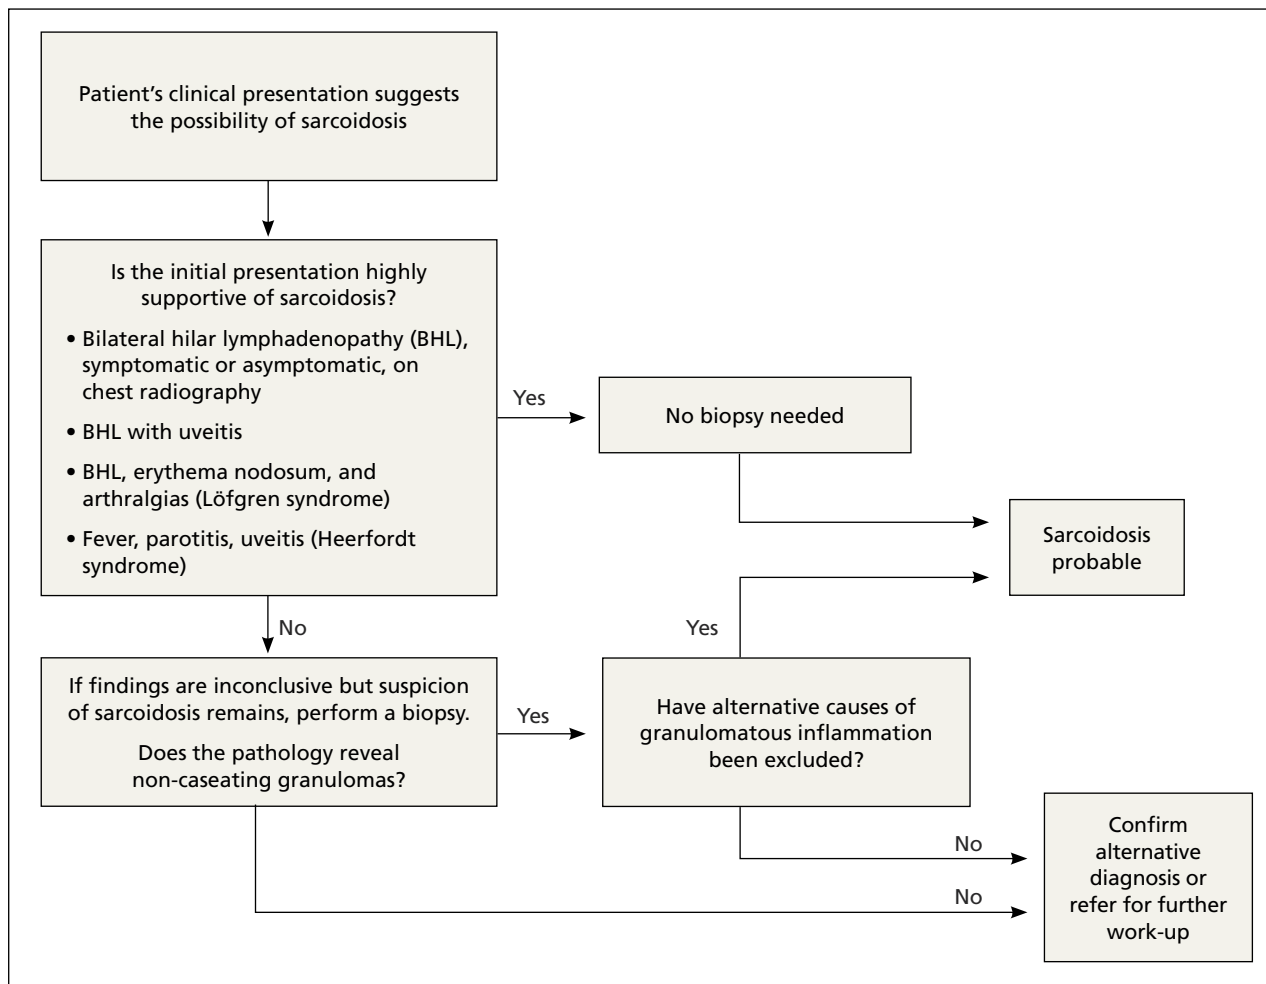 Patient’s clinical presentation suggests
the possibility of sarcoidosis
Is the initial presentation highly
supportive of sarcoidosis?
• Bilateral hilar lymphadenopathy (BHL),
symptomatic or asymptomatic, on
chest radiography
• BHL with uveitis
• BHL, erythema nodosum, and
arthralgias (Löfgren syndrome)
• Fever, parotitis, uveitis (Heerfordt
syndrome)
Yes
No biopsy needed
Sarcoidosis
probable
No
If findings are inconclusive but suspicion
of sarcoidosis remains, perform a biopsy.
Does the pathology reveal
non-caseating granulomas?
Yes
Have alternative causes of
granulomatous inflammation
been excluded?
Yes
No
No
Confirm
alternative
diagnosis or
refer for further
work-up